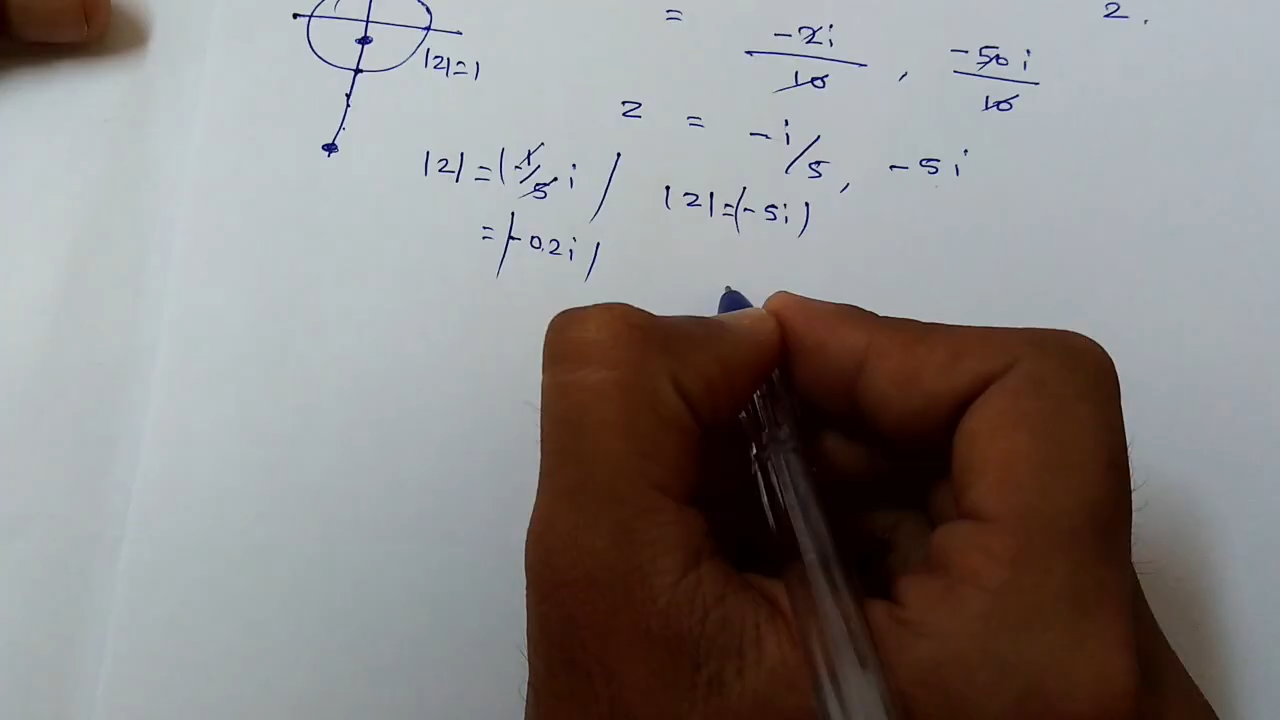 = -2i/10 , -50i/10 2.
|z|=1
z = -i/5, -5i
|z| = |-1/5 i| |z| = |-5i|
= |-0.2i|